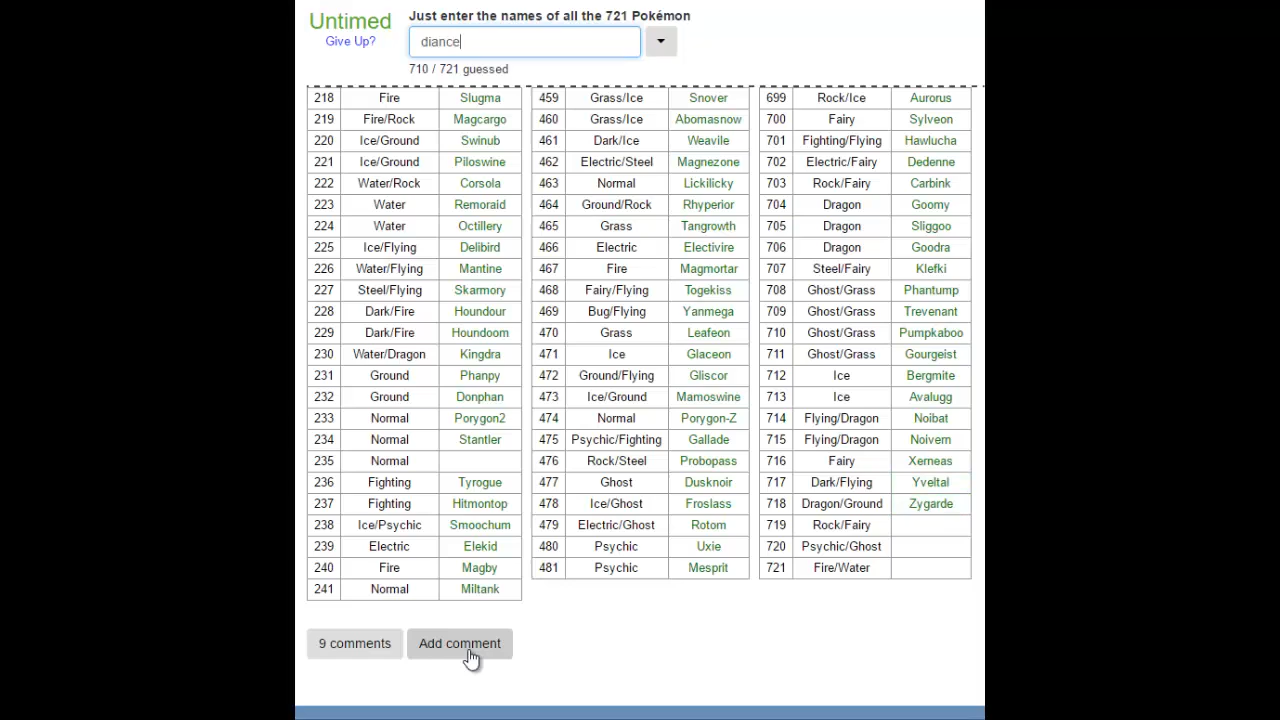 Untimed
Give Up?
Just enter the names of all the 721 Pokémon
diance
710 / 721 guessed
218 Fire Slugma 459 Grass/Ice Snover 699 Rock/Ice Aurorus
219 Fire/Rock Magcargo 460 Grass/Ice Abomasnow 700 Fairy Sylveon
220 Ice/Ground Swinub 461 Dark/Ice Weavile 701 Fighting/Flying Hawlucha
221 Ice/Ground Piloswine 462 Electric/Steel Magnezone 702 Electric/Fairy Dedenne
222 Water/Rock Corsola 463 Normal Lickilicky 703 Rock/Fairy Carbink
223 Water Remoraid 464 Ground/Rock Rhyperior 704 Dragon Goomy
224 Water Octillery 465 Grass Tangrowth 705 Dragon Sliggoo
225 Ice/Flying Delibird 466 Electric Electivire 706 Dragon Goodra
226 Water/Flying Mantine 467 Fire Magmortar 707 Steel/Fairy Klefki
227 Steel/Flying Skarmory 468 Fairy/Flying Togekiss 708 Ghost/Grass Phantump
228 Dark/Fire Houndour 469 Bug/Flying Yanmega 709 Ghost/Grass Trevenant
229 Dark/Fire Houndoom 470 Grass Leafeon 710 Ghost/Grass Pumpkaboo
230 Water/Dragon Kingdra 471 Ice Glaceon 711 Ghost/Grass Gourgeist
231 Ground Phanpy 472 Ground/Flying Gliscor 712 Ice Bergmite
232 Ground Donphan 473 Ice/Ground Mamoswine 713 Ice Avalugg
233 Normal Porygon2 474 Normal Porygon-Z 714 Flying/Dragon Noibat
234 Normal Stantler 475 Psychic/Fighting Gallade 715 Flying/Dragon Noivern
235 Normal 476 Rock/Steel Probopass 716 Fairy Xerneas
236 Fighting Tyrogue 477 Ghost Dusknoir 717 Dark/Flying Yveltal
237 Fighting Hitmontop 478 Ice/Ghost Froslass 718 Dragon/Ground Zygarde
238 Ice/Psychic Smoochum 479 Electric/Ghost Rotom 719 Rock/Fairy
239 Electric Elekid 480 Psychic Uxie 720 Psychic/Ghost
240 Fire Magby 481 Psychic Mesprit 721 Fire/Water
241 Normal Miltank
9 comments Add comment